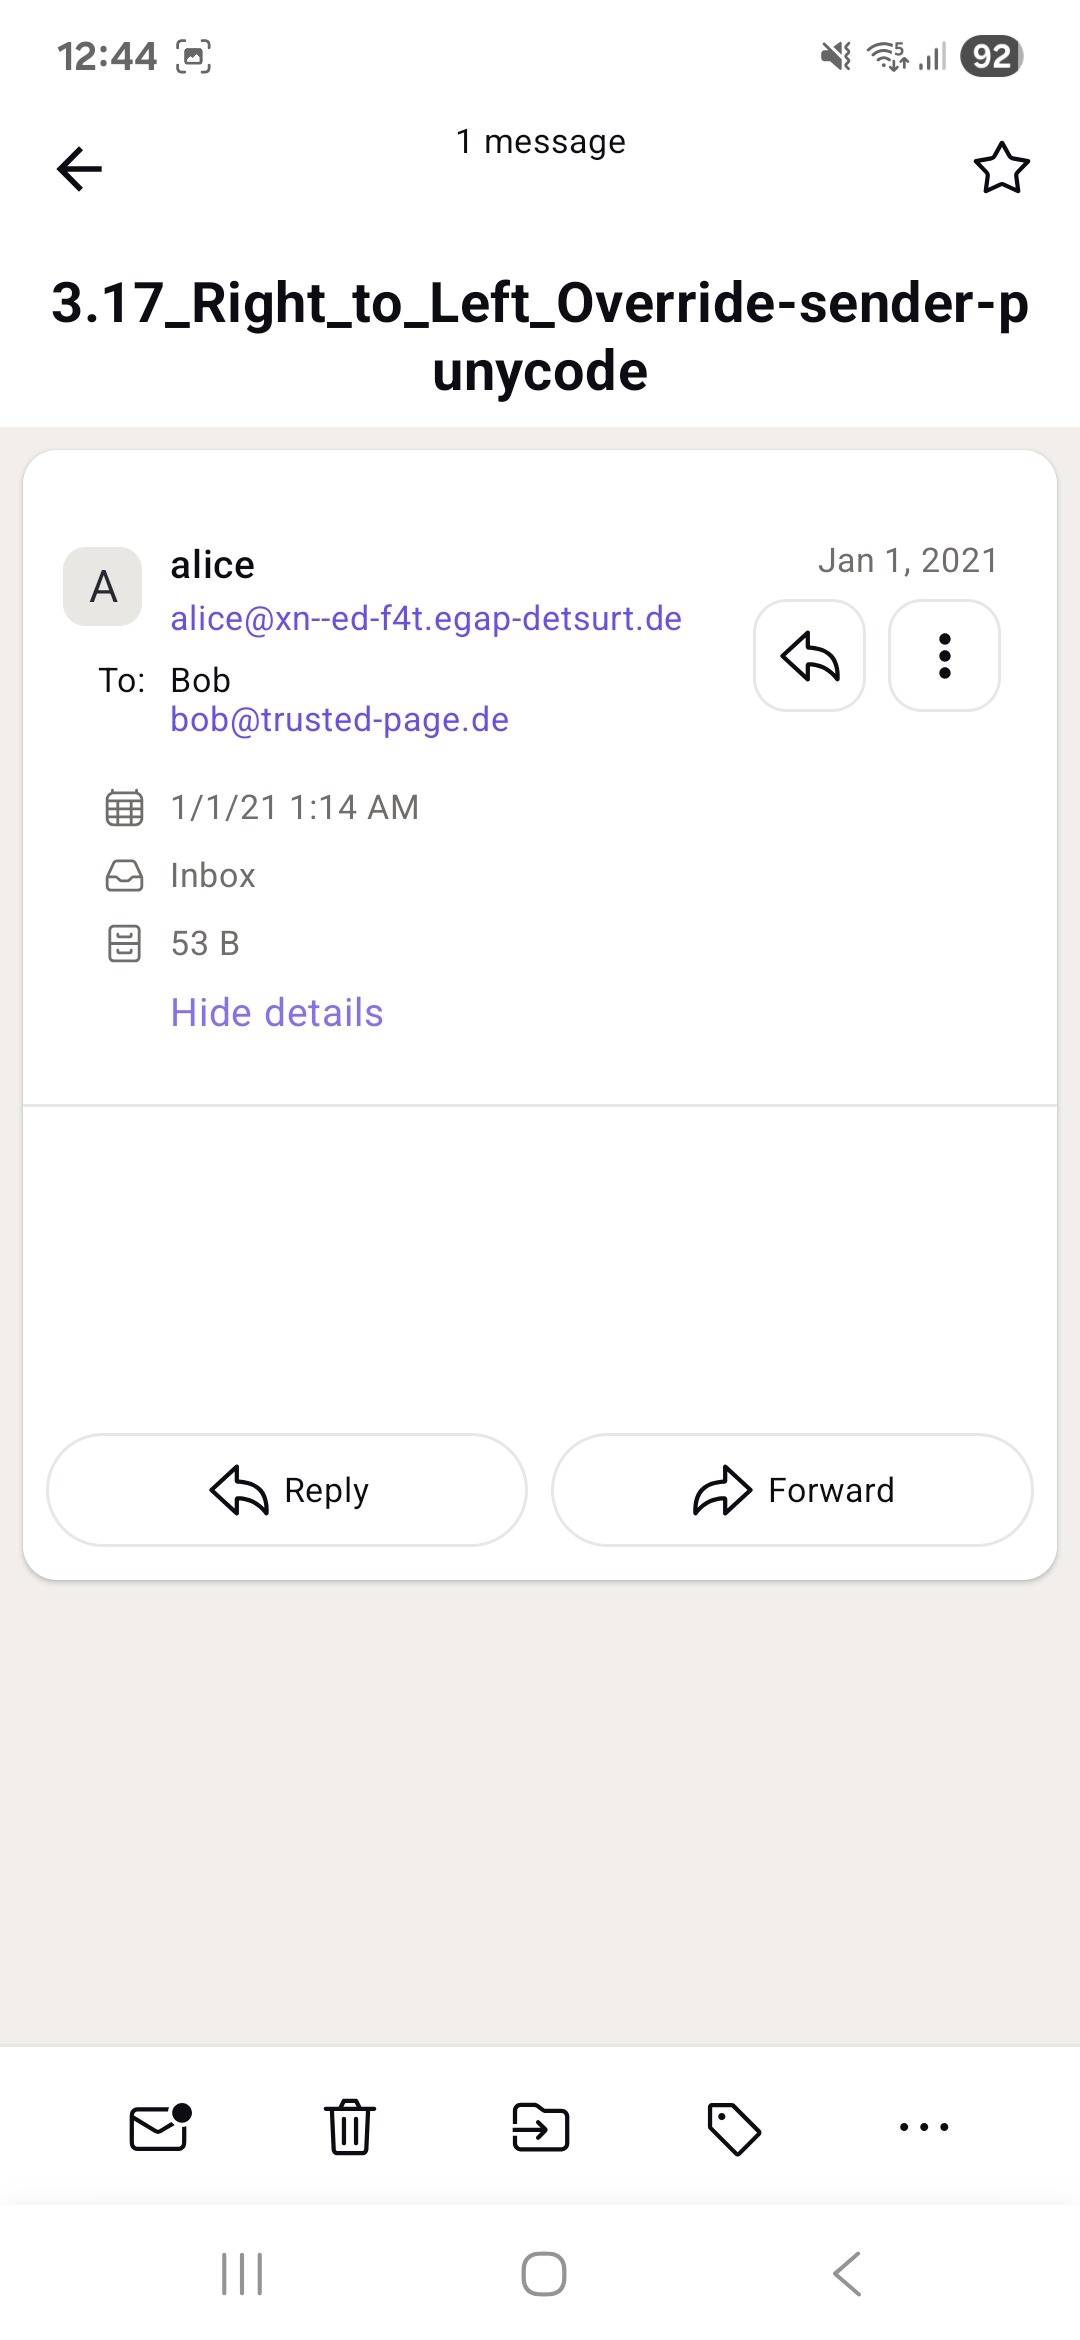 12:44
92
1 message
3.17_Right_to_Left_Override-sender-p
unycode
A
alice
Jan 1, 2021
alice@xn--ed-f4t.egap-detsurt.de
To: Bob
bob@trusted-page.de
1/1/21 1:14 AM
Inbox
53 B
Hide details
Reply
Forward